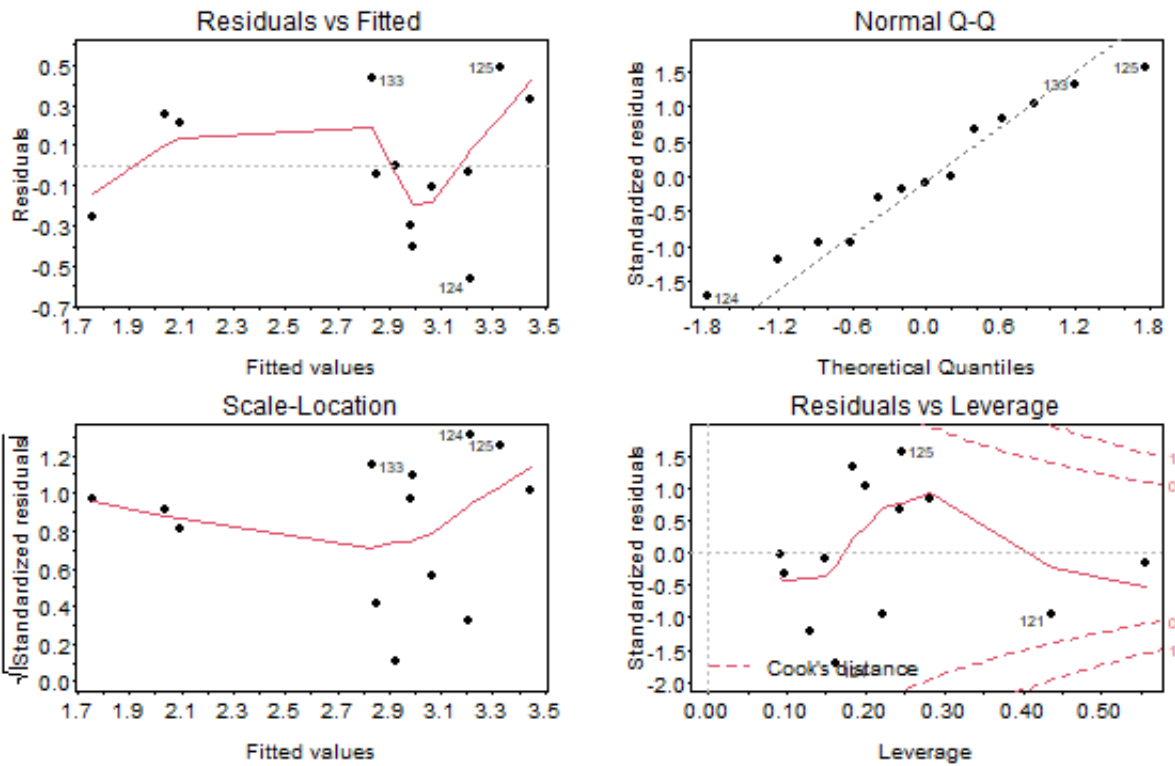 Residuals vs Fitted
Residuals
0.5
0.3
0.1
-0.1
-0.3
-0.5
-0.7
133
125
124
1.7 1.9 2.1 2.3 2.5 2.7 2.9 3.1 3.3 3.5
Fitted values
Normal Q-Q
Standardized residuals
1.5
1.0
0.5
0.0
-0.5
-1.0
-1.5
133
125
124
-1.8 -1.2 -0.6 0.0 0.6 1.2 1.8
Theoretical Quantiles
Scale-Location
√|Standardized residuals|
1.2
1.0
0.8
0.6
0.4
0.2
0.0
124
125
133
1.7 1.9 2.1 2.3 2.5 2.7 2.9 3.1 3.3 3.5
Fitted values
Residuals vs Leverage
Standardized residuals
1.5
1.0
0.5
0.0
-0.5
-1.0
-1.5
-2.0
125
121
Cook's distance
0.00 0.10 0.20 0.30 0.40 0.50
Leverage